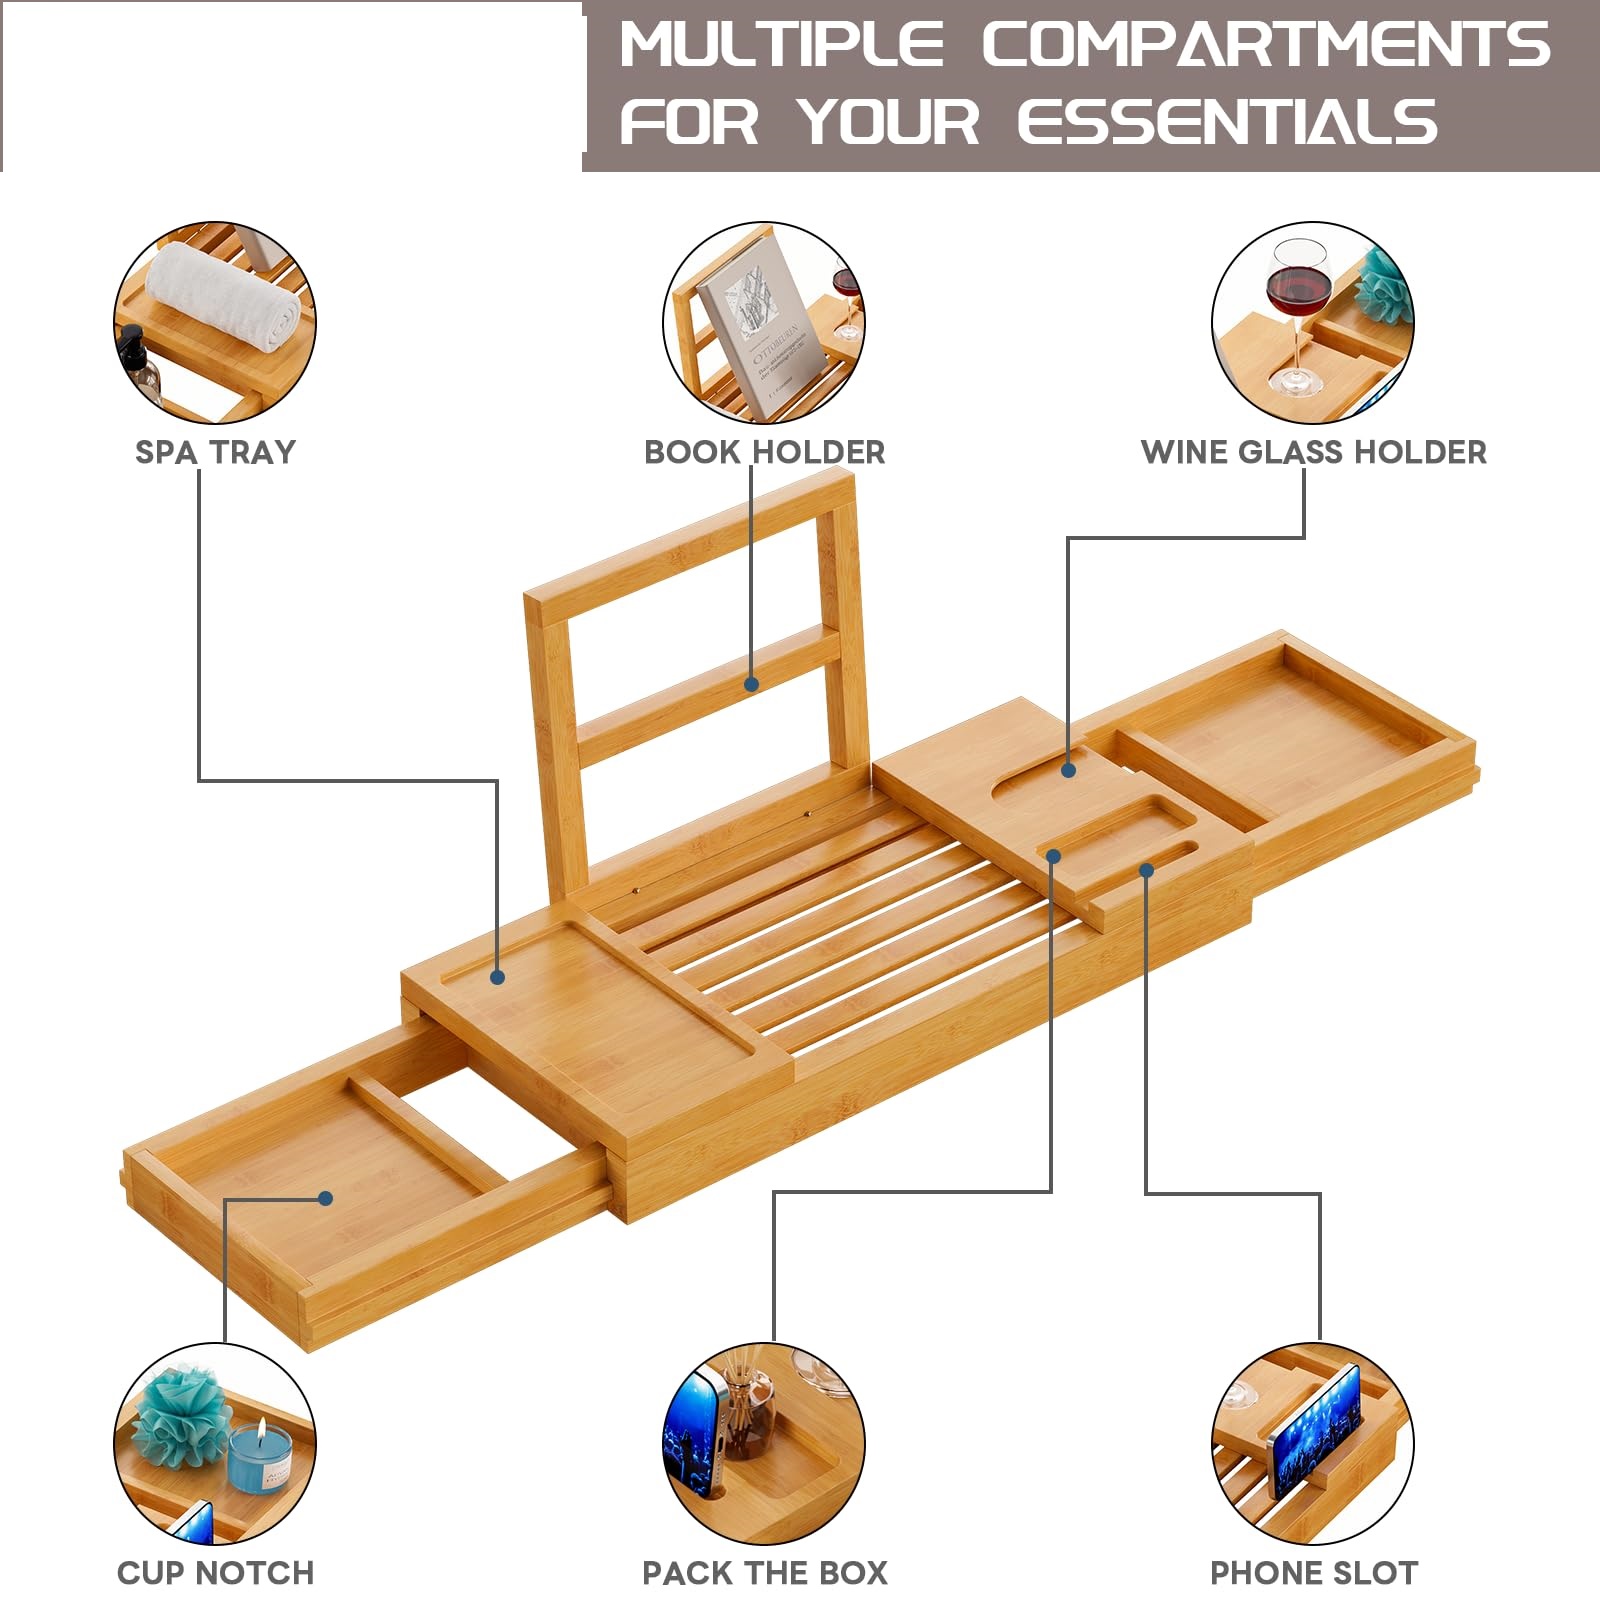 MULTIPLE COMPARTMENTS
FOR YOUR ESSENTIALS
SPA TRAY
BOOK HOLDER
WINE GLASS HOLDER
OTTOBEUREN
CUP NOTCH
PACK THE BOX
PHONE SLOT